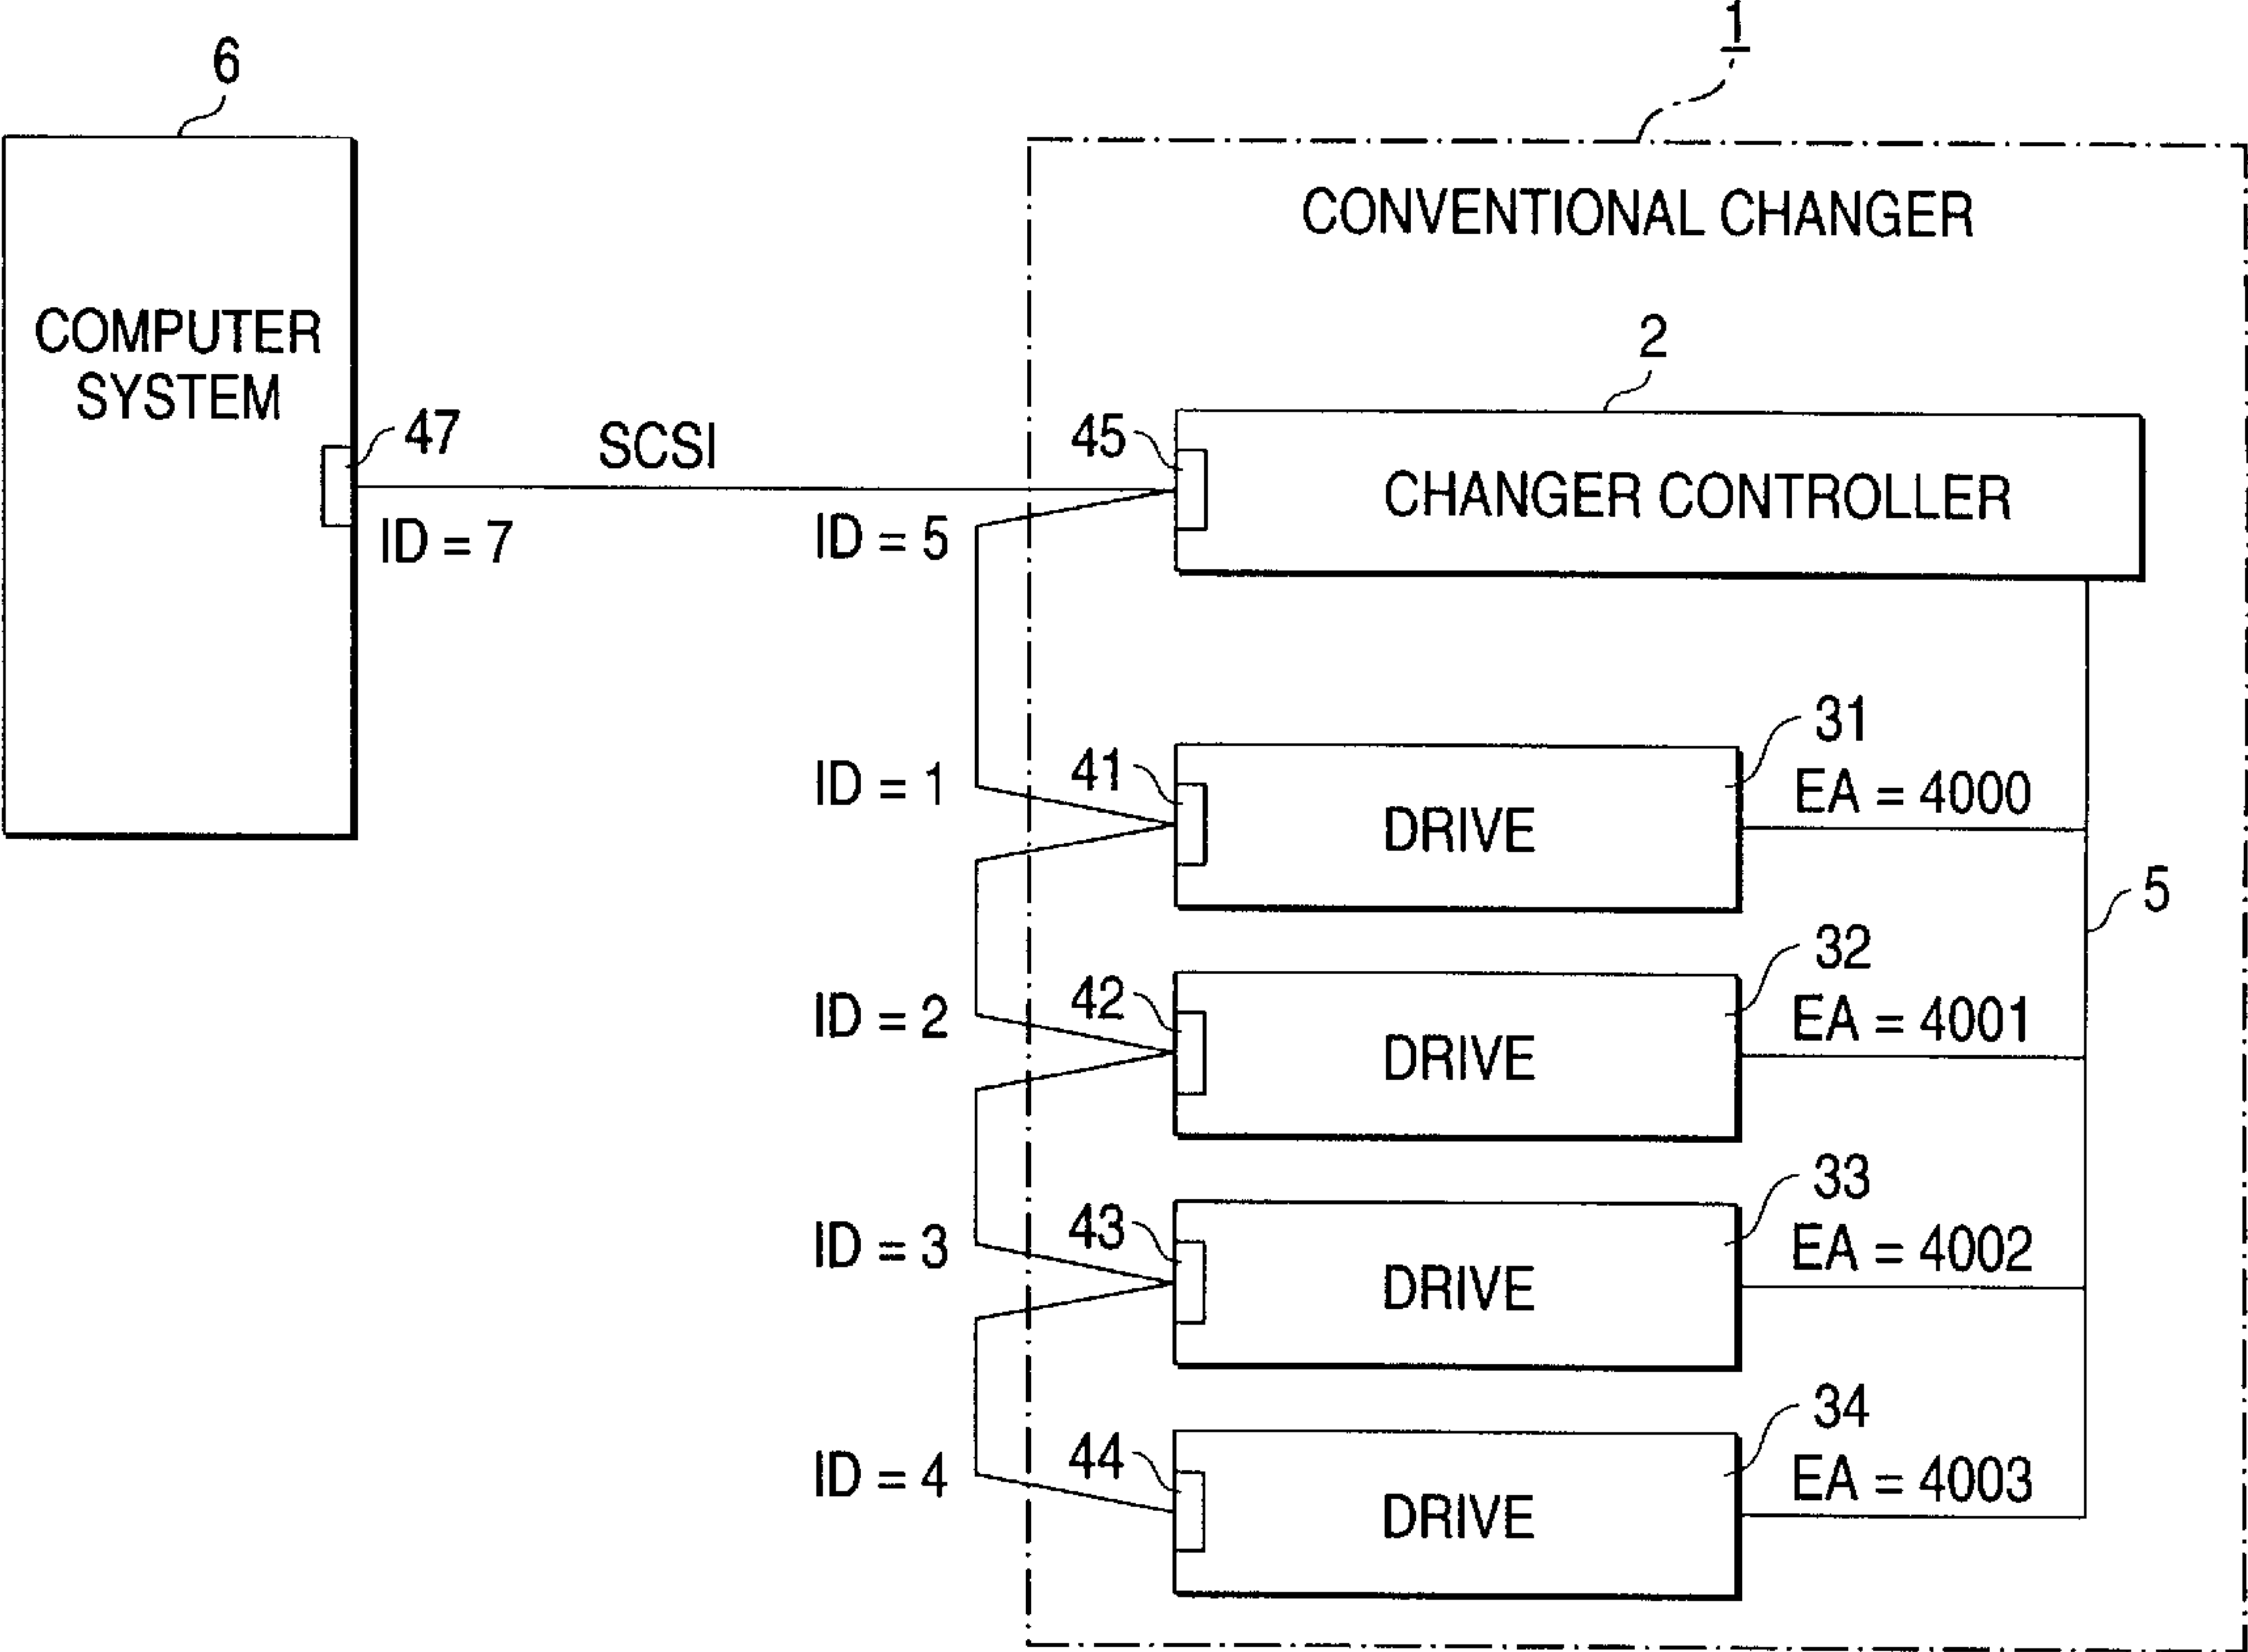 1
6
CONVENTIONAL CHANGER
COMPUTER
SYSTEM
2
47
SCSI
45
CHANGER CONTROLLER
ID = 7
ID = 5
31
ID = 1
41
EA = 4000
DRIVE
5
32
ID = 2
42
EA = 4001
DRIVE
33
ID = 3
43
EA = 4002
DRIVE
34
ID = 4
44
EA = 4003
DRIVE